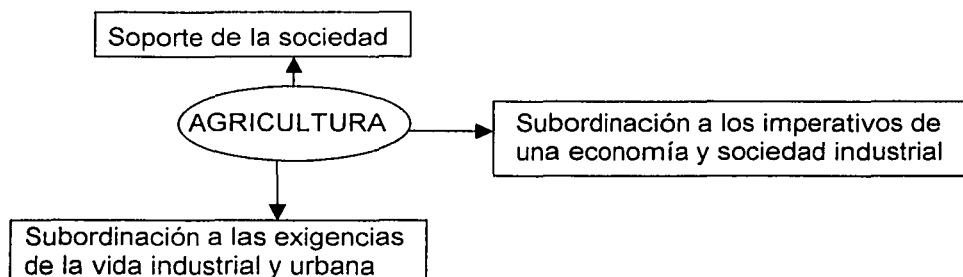 Soporte de la sociedad
AGRICULTURA
Subordinación a los imperativos de
una economía y sociedad industrial
Subordinación a las exigencias
de la vida industrial y urbana